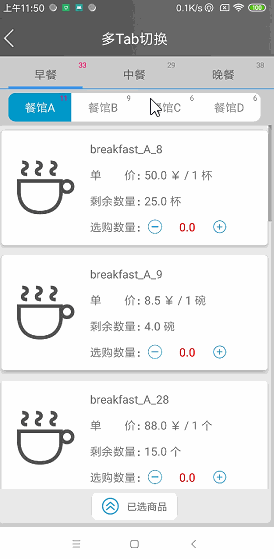 上午11:50 0.1K/s 38
多Tab切换
早餐 33 中餐 29 晚餐 38
餐馆A 11 餐馆B 9 餐馆C 6 餐馆D 6
breakfast_A_8
单 价: 50.0 ¥ / 1 杯
剩余数量: 25.0 杯
选购数量: 0.0
breakfast_A_9
单 价: 8.5 ¥ / 1 碗
剩余数量: 4.0 碗
选购数量: 0.0
breakfast_A_28
单 价: 88.0 ¥ / 1 个
剩余数量: 15.0 个
选购数量: 0.0
已选商品